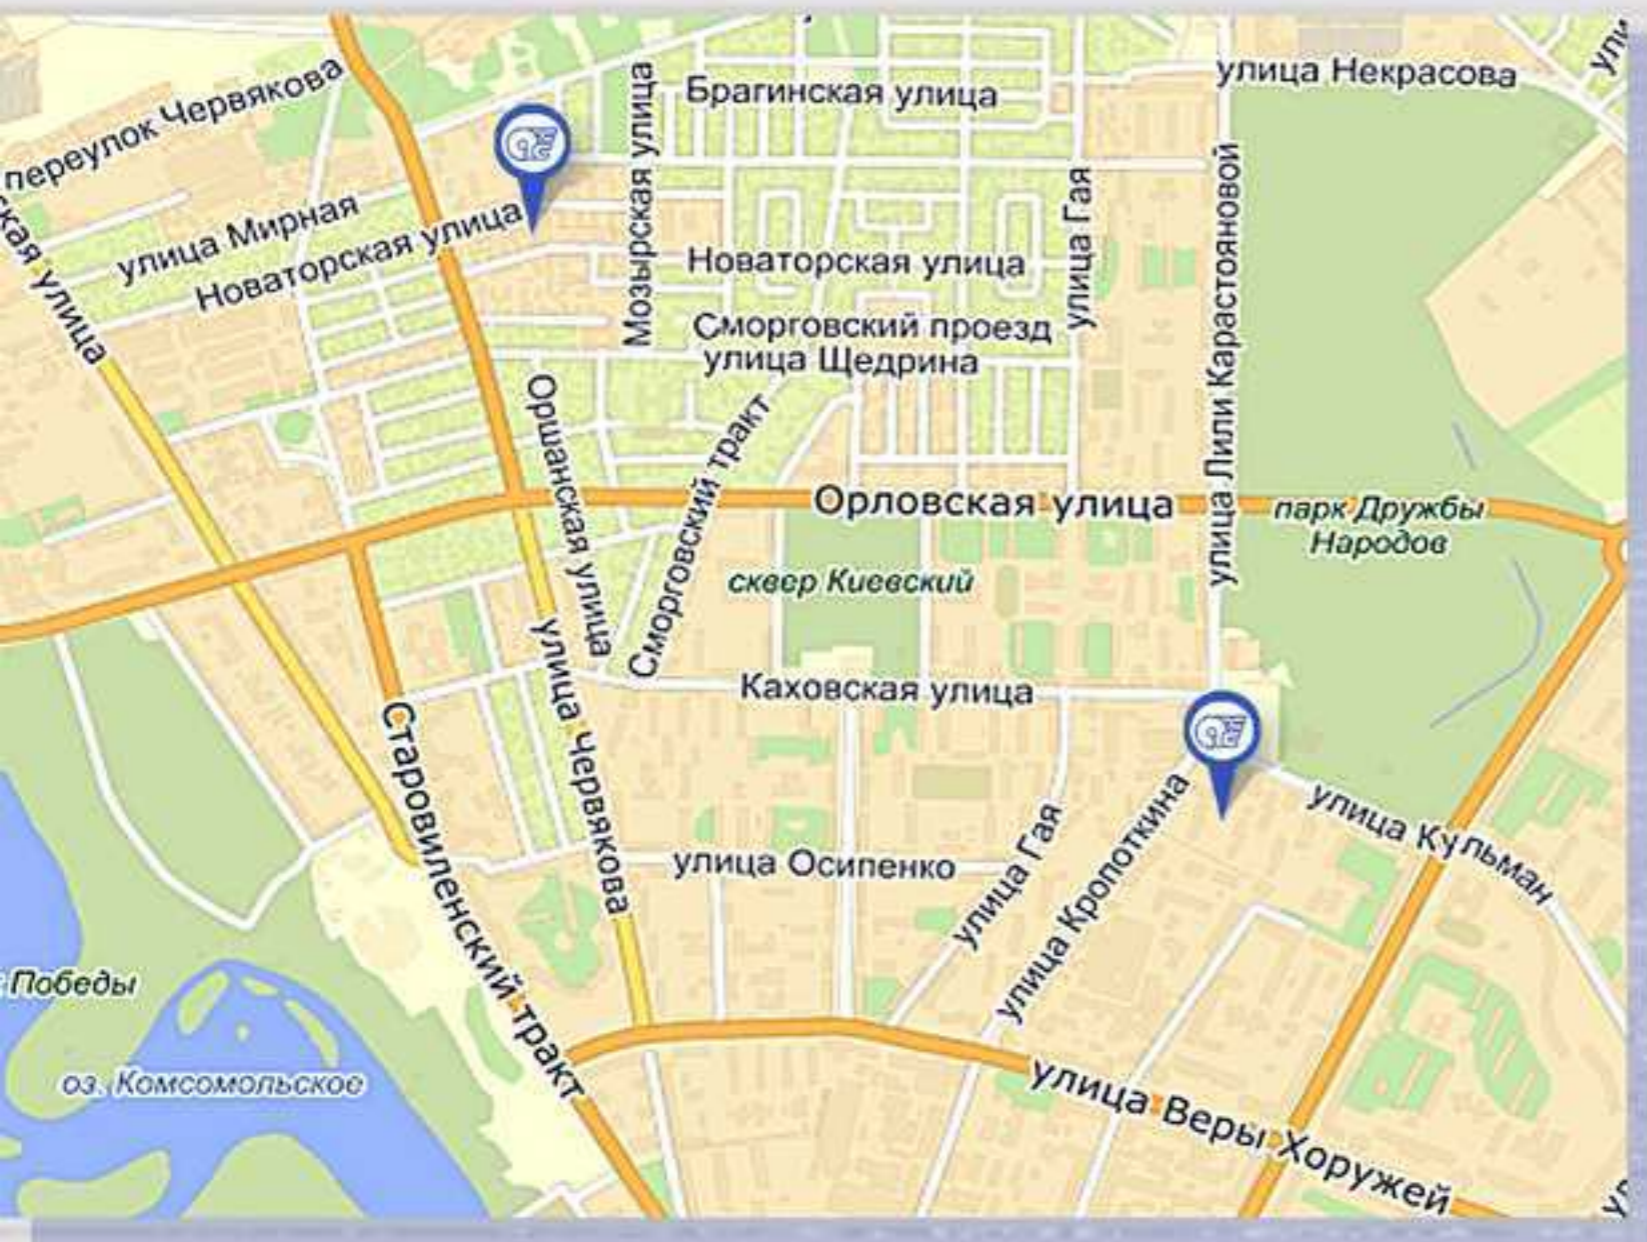 улица Некрасова
переулок Червякова
Брагинская улица
Мозырская улица
улица Мирная
Новаторская улица
улица Гая
улица Лили Карастояновой
Новаторская улица
Сморговский проезд
улица Щедрина
Оршанская улица
Сморговский тракт
Орловская улица
парк Дружбы
Народов
сквер Киевский
улица Червякова
Каховская улица
Старовиленский тракт
улица Осипенко
улица Гая
улица Кропоткина
улица Кульман
Победы
оз. Комсомольское
улица Веры Хоружей